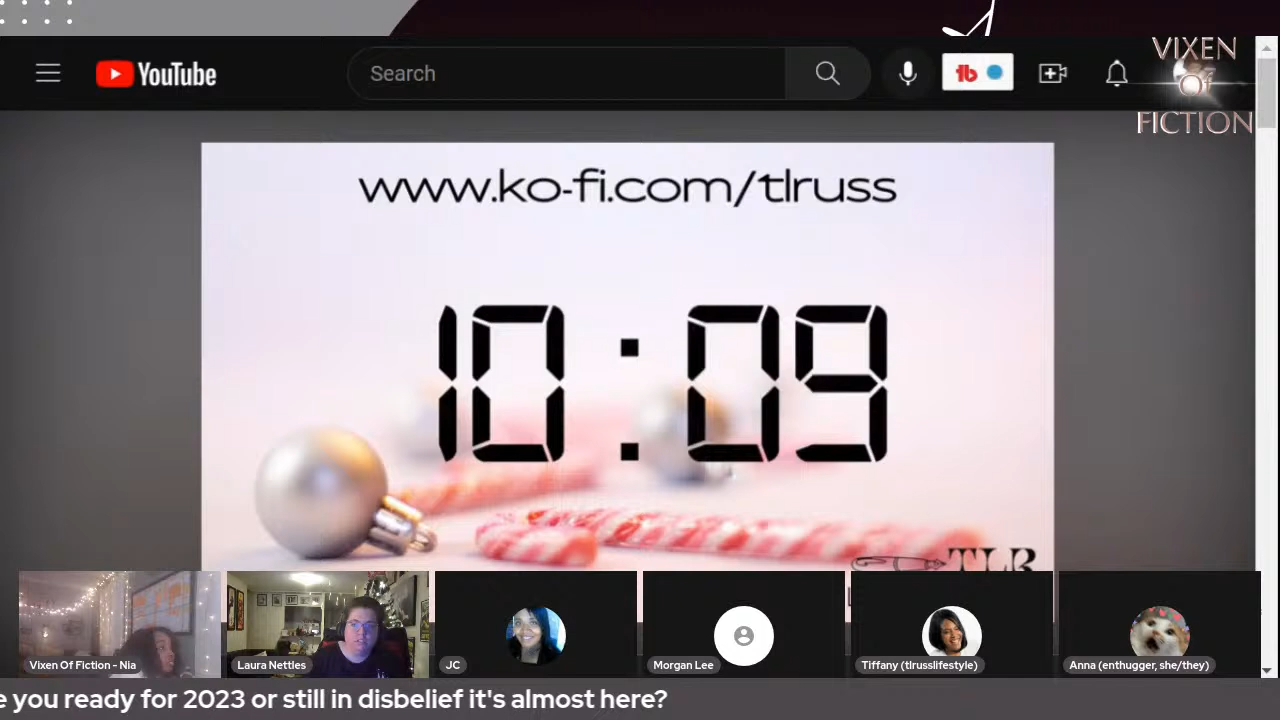 YouTube
Search
VIXEN
Of
FICTION
www.ko-fi.com/tlruss
10:09
TLR
Vixen Of Fiction - Nia
Laura Nettles
JC
Morgan Lee
Tiffany (tlrusslifestyle)
Anna (enthugger, she/they)
e you ready for 2023 or still in disbelief it's almost here?